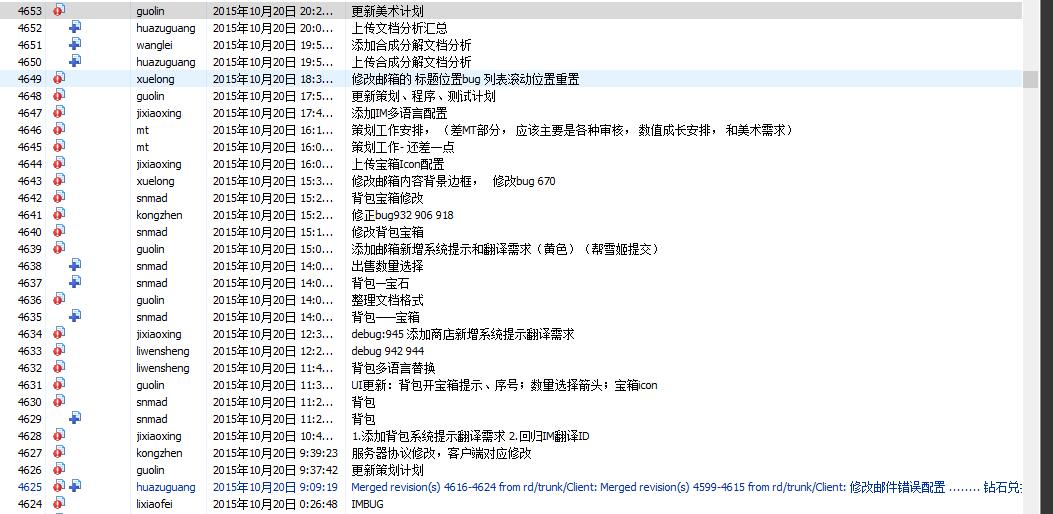 4653 guolin 2015年10月20日 20:2... 更新美术计划
4652 huazuguang 2015年10月20日 20:0... 上传文档分析汇总
4651 wanglei 2015年10月20日 19:5... 添加合成分解文档分析
4650 huazuguang 2015年10月20日 19:5... 上传合成分解文档分析
4649 xuelong 2015年10月20日 18:3... 修改邮箱的 标题位置bug 列表滚动位置重置
4648 guolin 2015年10月20日 17:5... 更新策划、程序、测试计划
4647 jixiaoxing 2015年10月20日 17:4... 添加IM多语言配置
4646 mt 2015年10月20日 16:1... 策划工作安排，（差MT部分，应该主要是各种审核，数值成长安排，和美术需求）
4645 mt 2015年10月20日 16:0... 策划工作- 还差一点
4644 jixiaoxing 2015年10月20日 16:0... 上传宝箱Icon配置
4643 xuelong 2015年10月20日 15:3... 修改邮箱内容背景边框， 修改bug 670
4642 snmad 2015年10月20日 15:2... 背包宝箱修改
4641 kongzhen 2015年10月20日 15:2... 修正bug932 906 918
4640 snmad 2015年10月20日 15:1... 修改背包宝箱
4639 guolin 2015年10月20日 15:0... 添加邮箱新增系统提示和翻译需求（黄色）（帮雪姬提交）
4638 snmad 2015年10月20日 14:0... 出售数量选择
4637 snmad 2015年10月20日 14:0... 背包—宝石
4636 guolin 2015年10月20日 14:0... 整理文档格式
4635 snmad 2015年10月20日 14:0... 背包——宝箱
4634 jixiaoxing 2015年10月20日 12:3... debug:945 添加商店新增系统提示翻译需求
4633 liwensheng 2015年10月20日 12:2... debug 942 944
4632 liwensheng 2015年10月20日 11:4... 背包多语言替换
4631 guolin 2015年10月20日 11:3... UI更新：背包开宝箱提示、序号；数量选择箭头；宝箱icon
4630 snmad 2015年10月20日 11:2... 背包
4629 snmad 2015年10月20日 11:2... 背包
4628 jixiaoxing 2015年10月20日 10:4... 1.添加背包系统提示翻译需求 2.回归IM翻译ID
4627 kongzhen 2015年10月20日 9:39:23 服务器协议修改，客户端对应修改
4626 guolin 2015年10月20日 9:37:42 更新策划计划
4625 huazuguang 2015年10月20日 9:09:19 Merged revision(s) 4616-4624 from rd/trunk/Client: Merged revision(s) 4599-4615 from rd/trunk/Client: 修改邮件错误配置 ........ 钻石兑
4624 lixiaofei 2015年10月20日 0:26:48 IMBUG